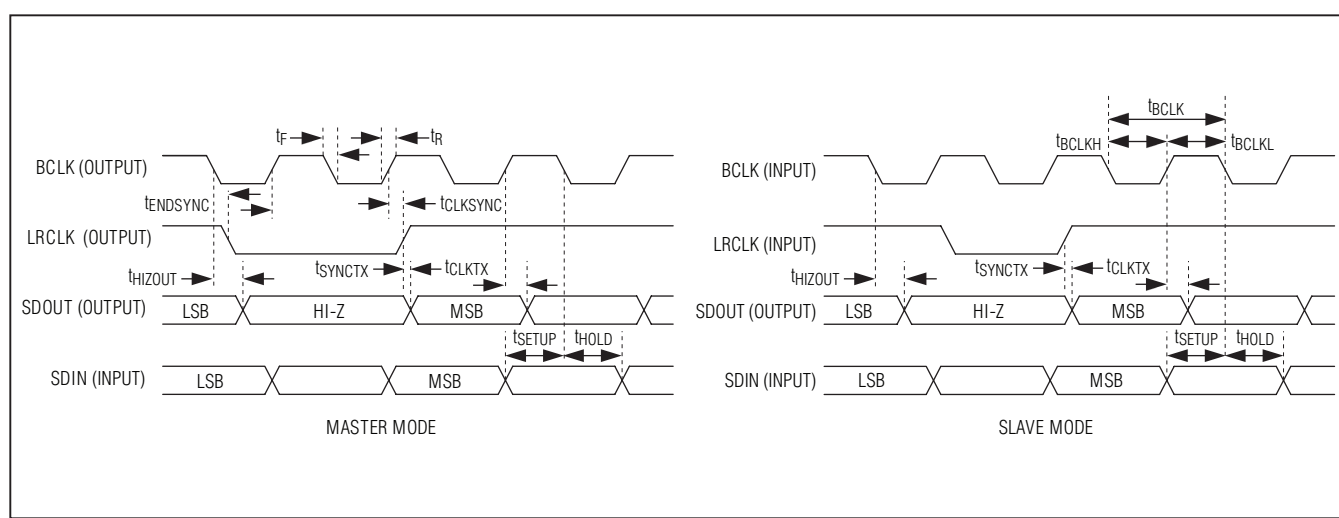 tF
tR
BCLK (OUTPUT)
tENDSYNC
tCLKSYNC
LRCLK (OUTPUT)
tHIZOUT
tSYNCTX
tCLKTX
SDOUT (OUTPUT)
LSB
HI-Z
MSB
tSETUP
tHOLD
SDIN (INPUT)
LSB
MSB
MASTER MODE
tBCLK
tBCLKH
tBCLKL
BCLK (INPUT)
LRCLK (INPUT)
tHIZOUT
tSYNCTX
tCLKTX
SDOUT (OUTPUT)
LSB
HI-Z
MSB
tSETUP
tHOLD
SDIN (INPUT)
LSB
MSB
SLAVE MODE